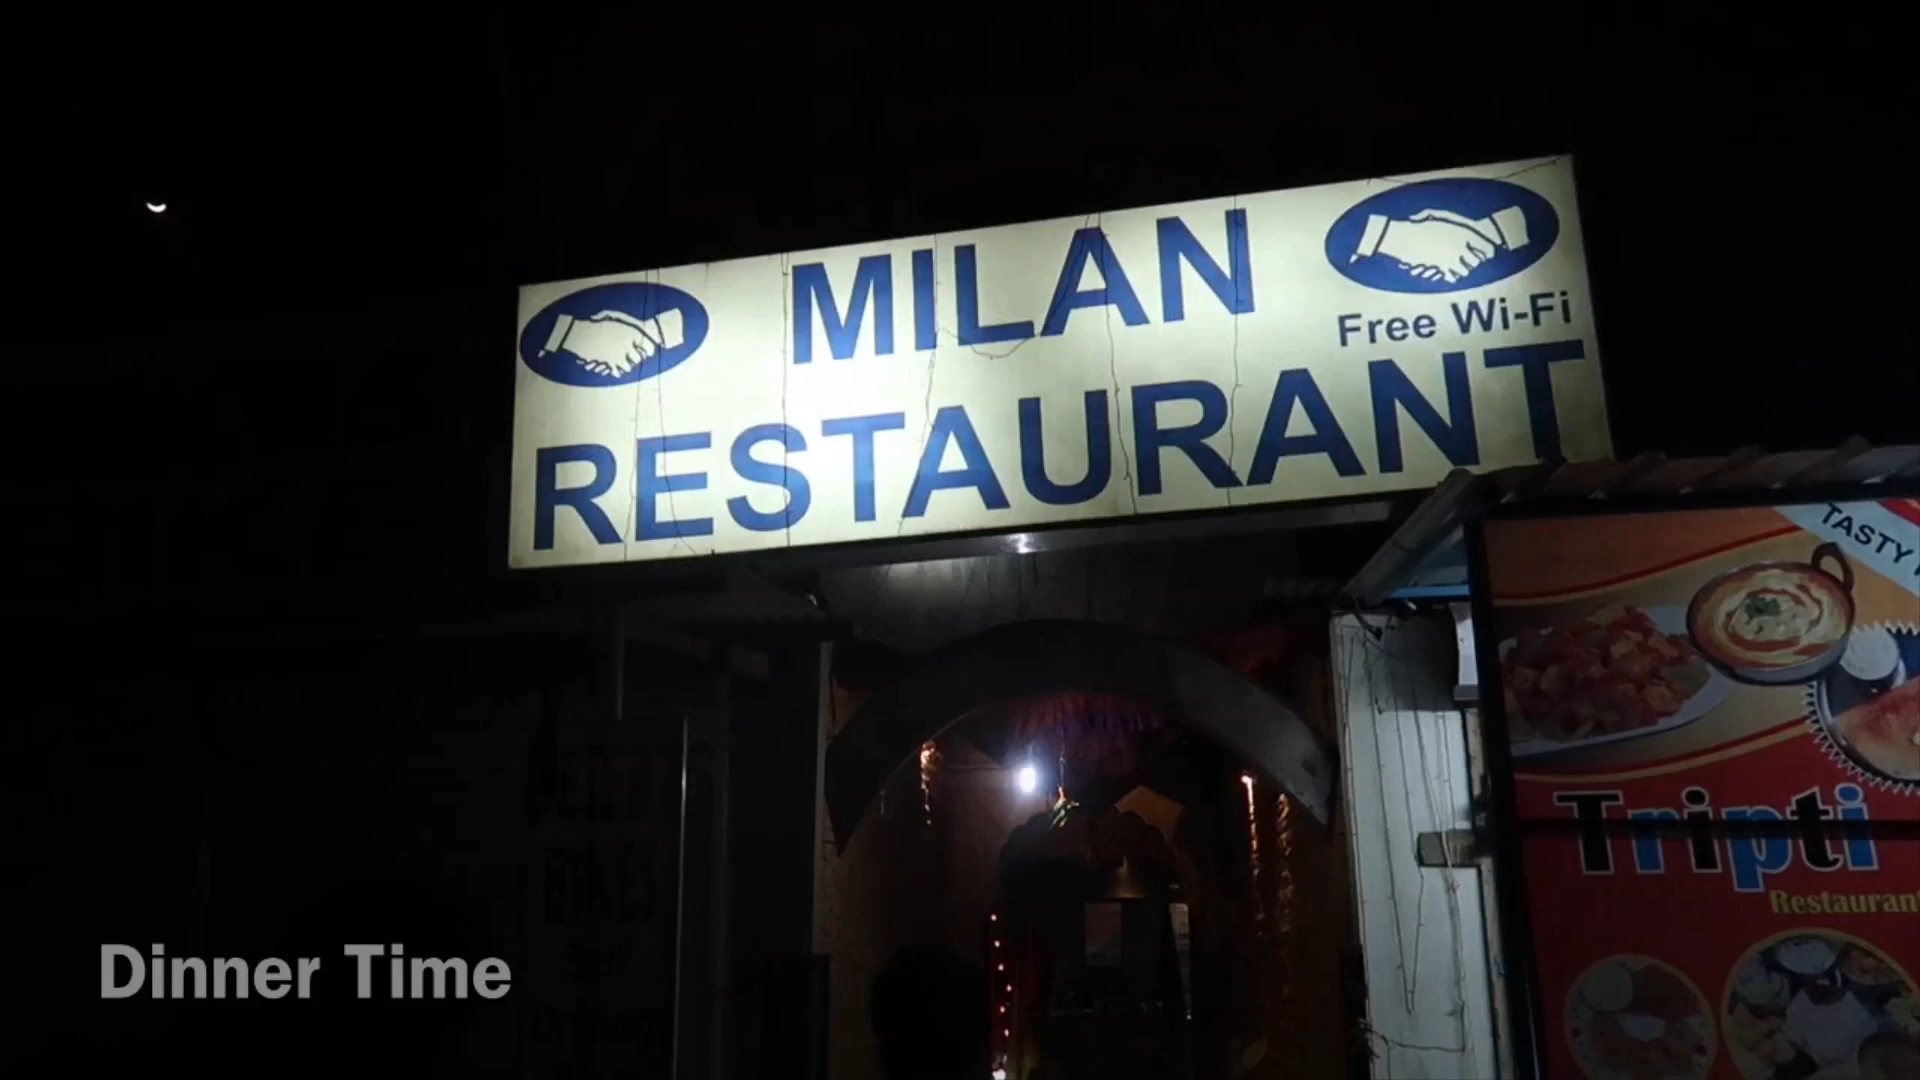 MILAN
Free Wi-Fi
RESTAURANT
TASTY
Tripti
Restaurant
Dinner Time